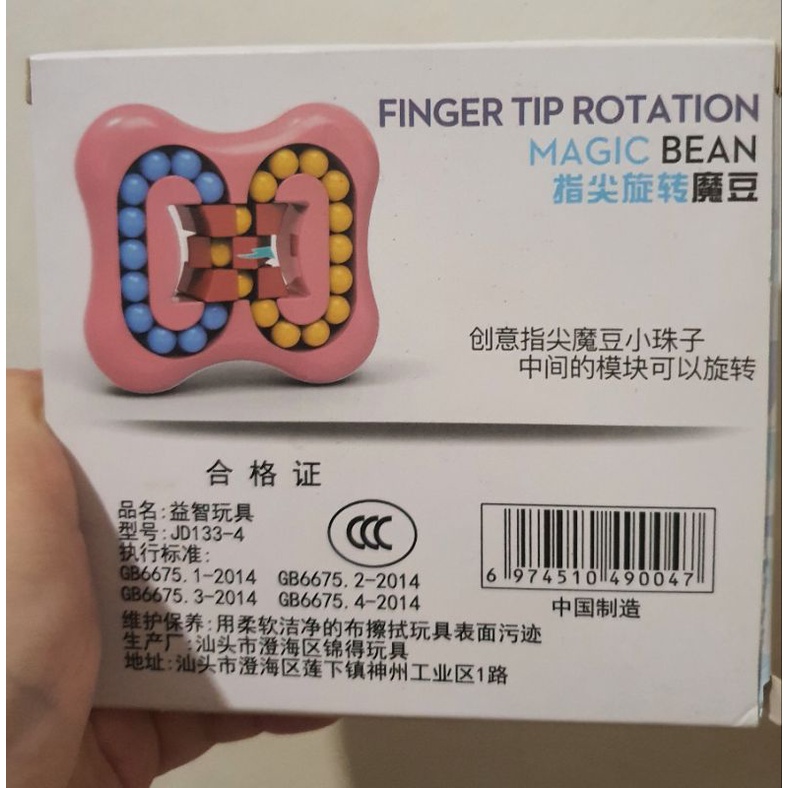 FINGER TIP ROTATION
MAGIC BEAN
指尖旋转魔豆
创意指尖魔豆小珠子
中间的模块可以旋转
合格证
品名:益智玩具
型号:JD133-4
执行标准:
GB6675.1-2014 GB6675.2-2014
GB6675.3-2014 GB6675.4-2014
维护保养:用柔软洁净的布擦拭玩具表面污迹
生产厂:汕头市澄海区锦得玩具
地址:汕头市澄海区莲下镇神州工业区1路
CCC
6 974510 490047
中国制造